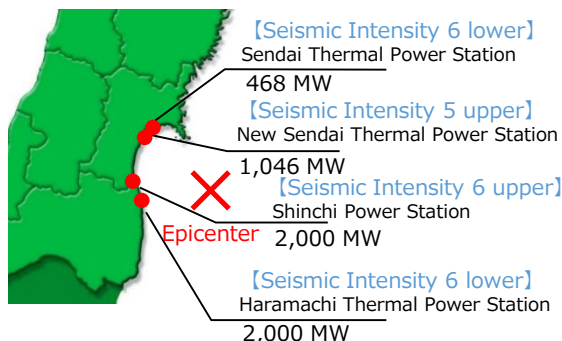 【Seismic Intensity 6 lower】
Sendai Thermal Power Station
468 MW
【Seismic Intensity 5 upper】
New Sendai Thermal Power Station
1,046 MW
【Seismic Intensity 6 upper】
Shinchi Power Station
Epicenter
2,000 MW
【Seismic Intensity 6 lower】
Haramachi Thermal Power Station
2,000 MW